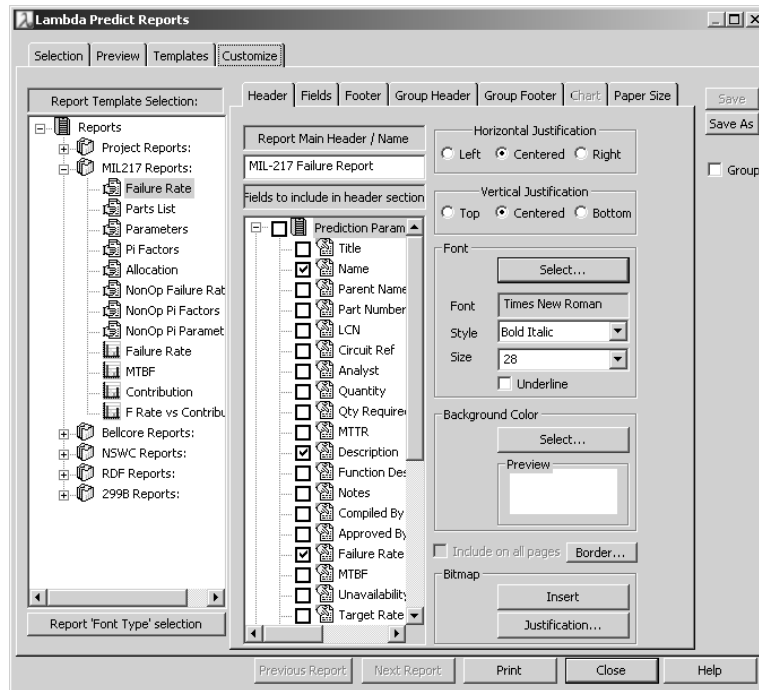 Lambda Predict Reports
Selection Preview Templates Customize
Report Template Selection:
Reports
Project Reports:
MIL217 Reports:
Failure Rate
Parts List
Parameters
Pi Factors
Allocation
NonOp Failure Rat
NonOp Pi Factors
NonOp Pi Paramet
Failure Rate
MTBF
Contribution
F Rate vs Contribu
Bellcore Reports:
NSWC Reports:
RDF Reports:
299B Reports:
Report 'Font Type' selection
Header Fields Footer Group Header Group Footer Chart Paper Size
Report Main Header / Name
MIL-217 Failure Report
Fields to include in header section
Prediction Param
Title
Name
Parent Name
Part Number
LCN
Circuit Ref
Analyst
Quantity
Qty Require
MTTR
Description
Function Des
Notes
Compiled By
Approved By
Failure Rate
MTBF
Unavailability
Target Rate
Horizontal Justification
Left Centered Right
Vertical Justification
Top Centered Bottom
Font
Select...
Font Times New Roman
Style Bold Italic
Size 28
Underline
Background Color
Select...
Preview
Include on all pages Border...
Bitmap
Insert
Justification...
Save
Save As
Group
Previous Report Next Report Print Close Help